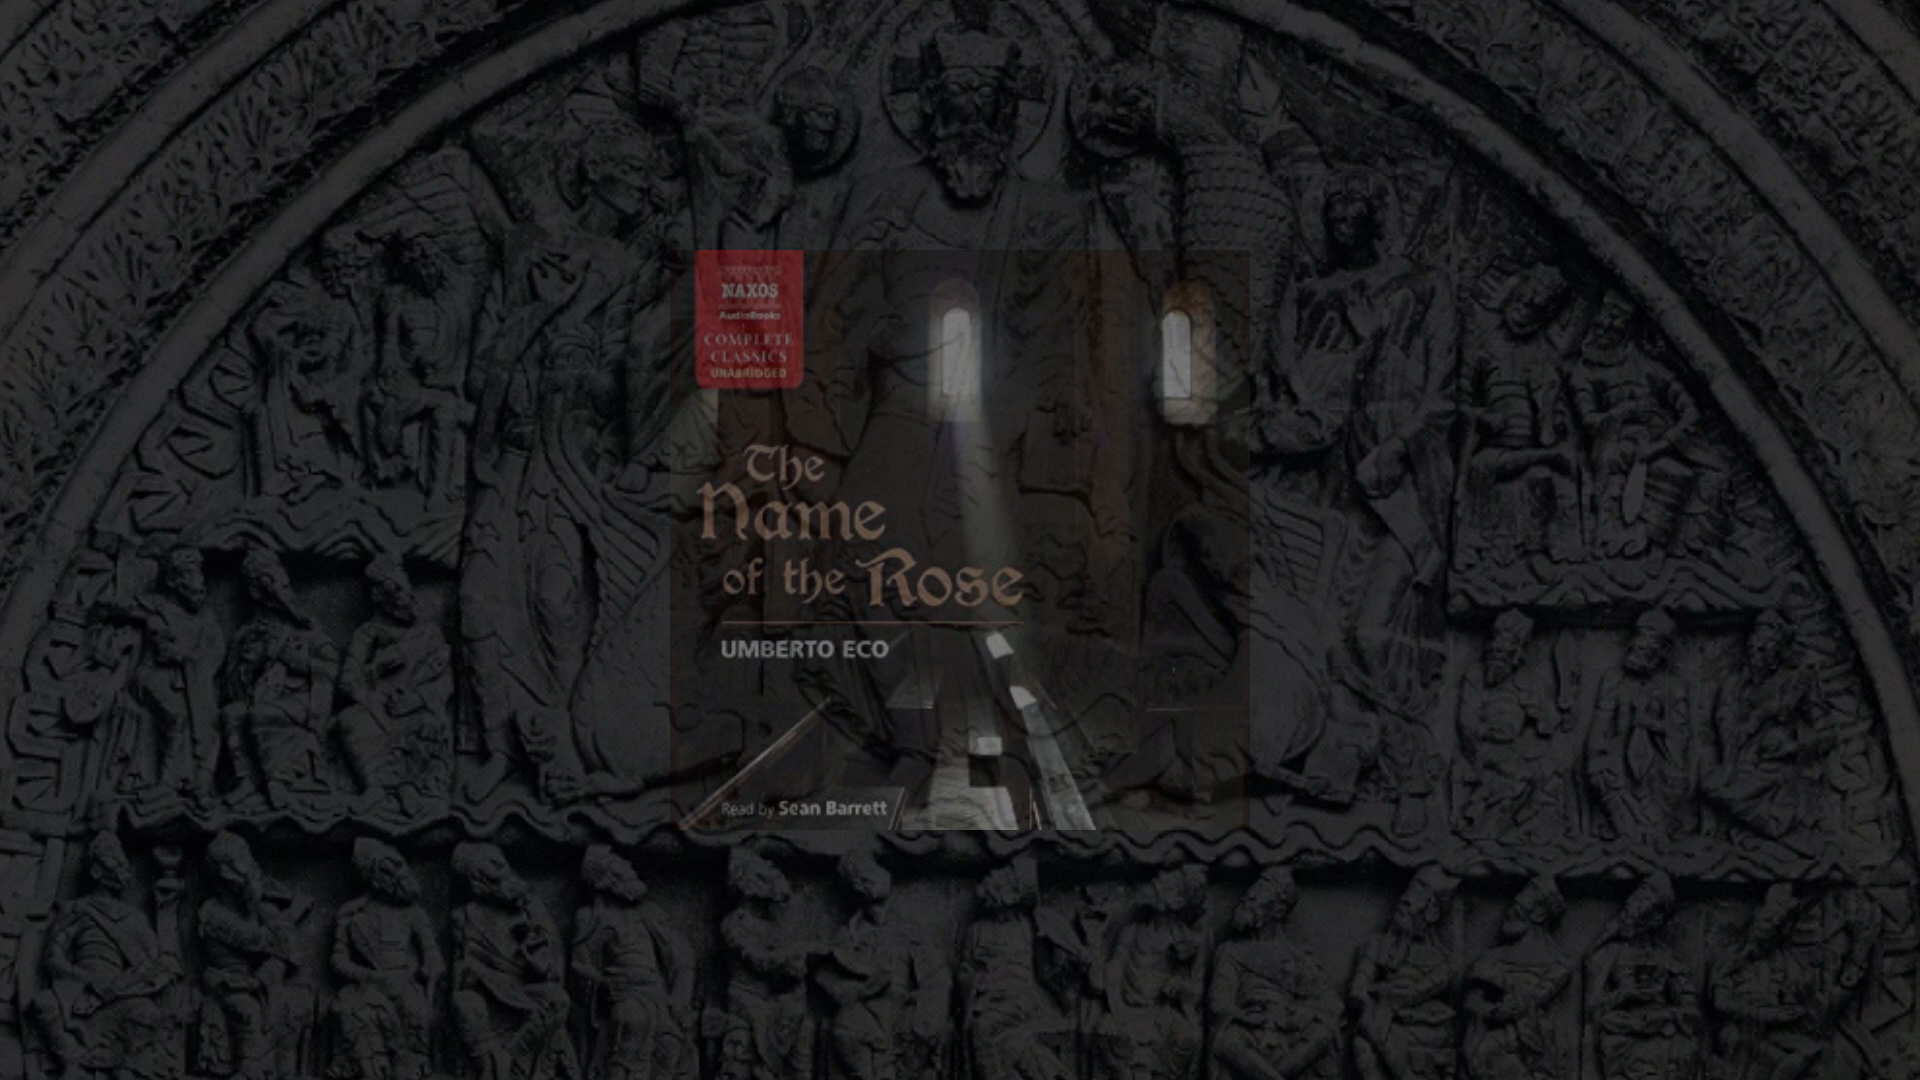 NAXOS
AudioBooks
COMPLETE
CLASSICS
UNABRIDGED
The
Name
of the Rose
UMBERTO ECO
Read by Sean Barrett